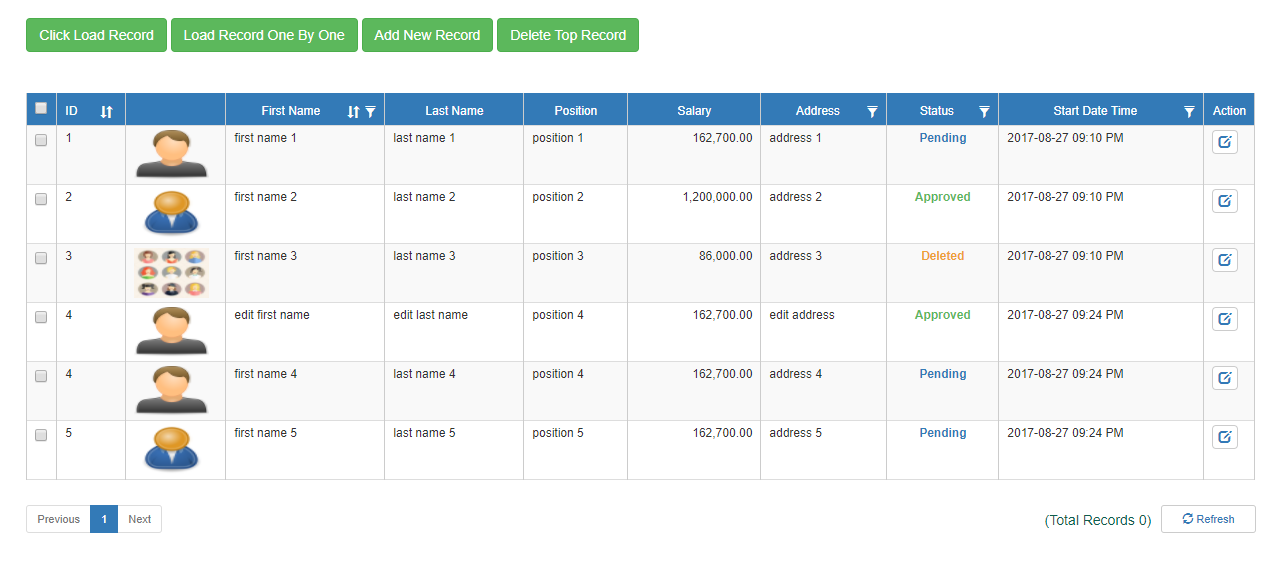 Click Load Record Load Record One By One Add New Record Delete Top Record
ID First Name Last Name Position Salary Address Status Start Date Time Action
1 first name 1 last name 1 position 1 162,700.00 address 1 Pending 2017-08-27 09:10 PM
2 first name 2 last name 2 position 2 1,200,000.00 address 2 Approved 2017-08-27 09:10 PM
3 first name 3 last name 3 position 3 86,000.00 address 3 Deleted 2017-08-27 09:10 PM
4 edit first name edit last name position 4 162,700.00 edit address Approved 2017-08-27 09:24 PM
4 first name 4 last name 4 position 4 162,700.00 address 4 Pending 2017-08-27 09:24 PM
5 first name 5 last name 5 position 5 162,700.00 address 5 Pending 2017-08-27 09:24 PM
Previous 1 Next (Total Records 0) Refresh